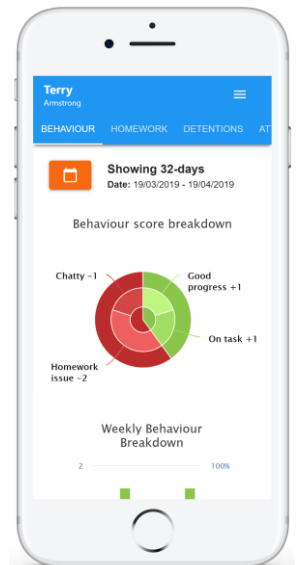 Terry
Armstrong
BEHAVIOUR HOMEWORK DETENTIONS AT
Showing 32-days
Date: 19/03/2019 - 19/04/2019
Behaviour score breakdown
Chatty -1
Good
progress +1
On task +1
Homework
issue -2
Weekly Behaviour
Breakdown
2 100%